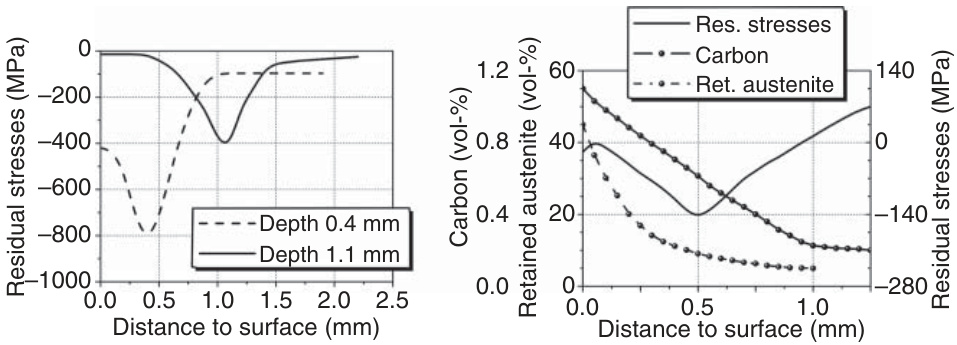 Residual stresses (MPa)
0
−200
−400
−600
−800
−1000
0.0
0.5
1.0
1.5
2.0
2.5
Distance to surface (mm)
Depth 0.4 mm
Depth 1.1 mm
Res. stresses
Carbon
Ret. austenite
Carbon (vol-%)
1.2
0.8
0.4
0.0
Retained austenite (vol-%)
60
40
20
0
140
0
−140
−280
Residual stresses (MPa)
0.0
0.5
1.0
Distance to surface (mm)